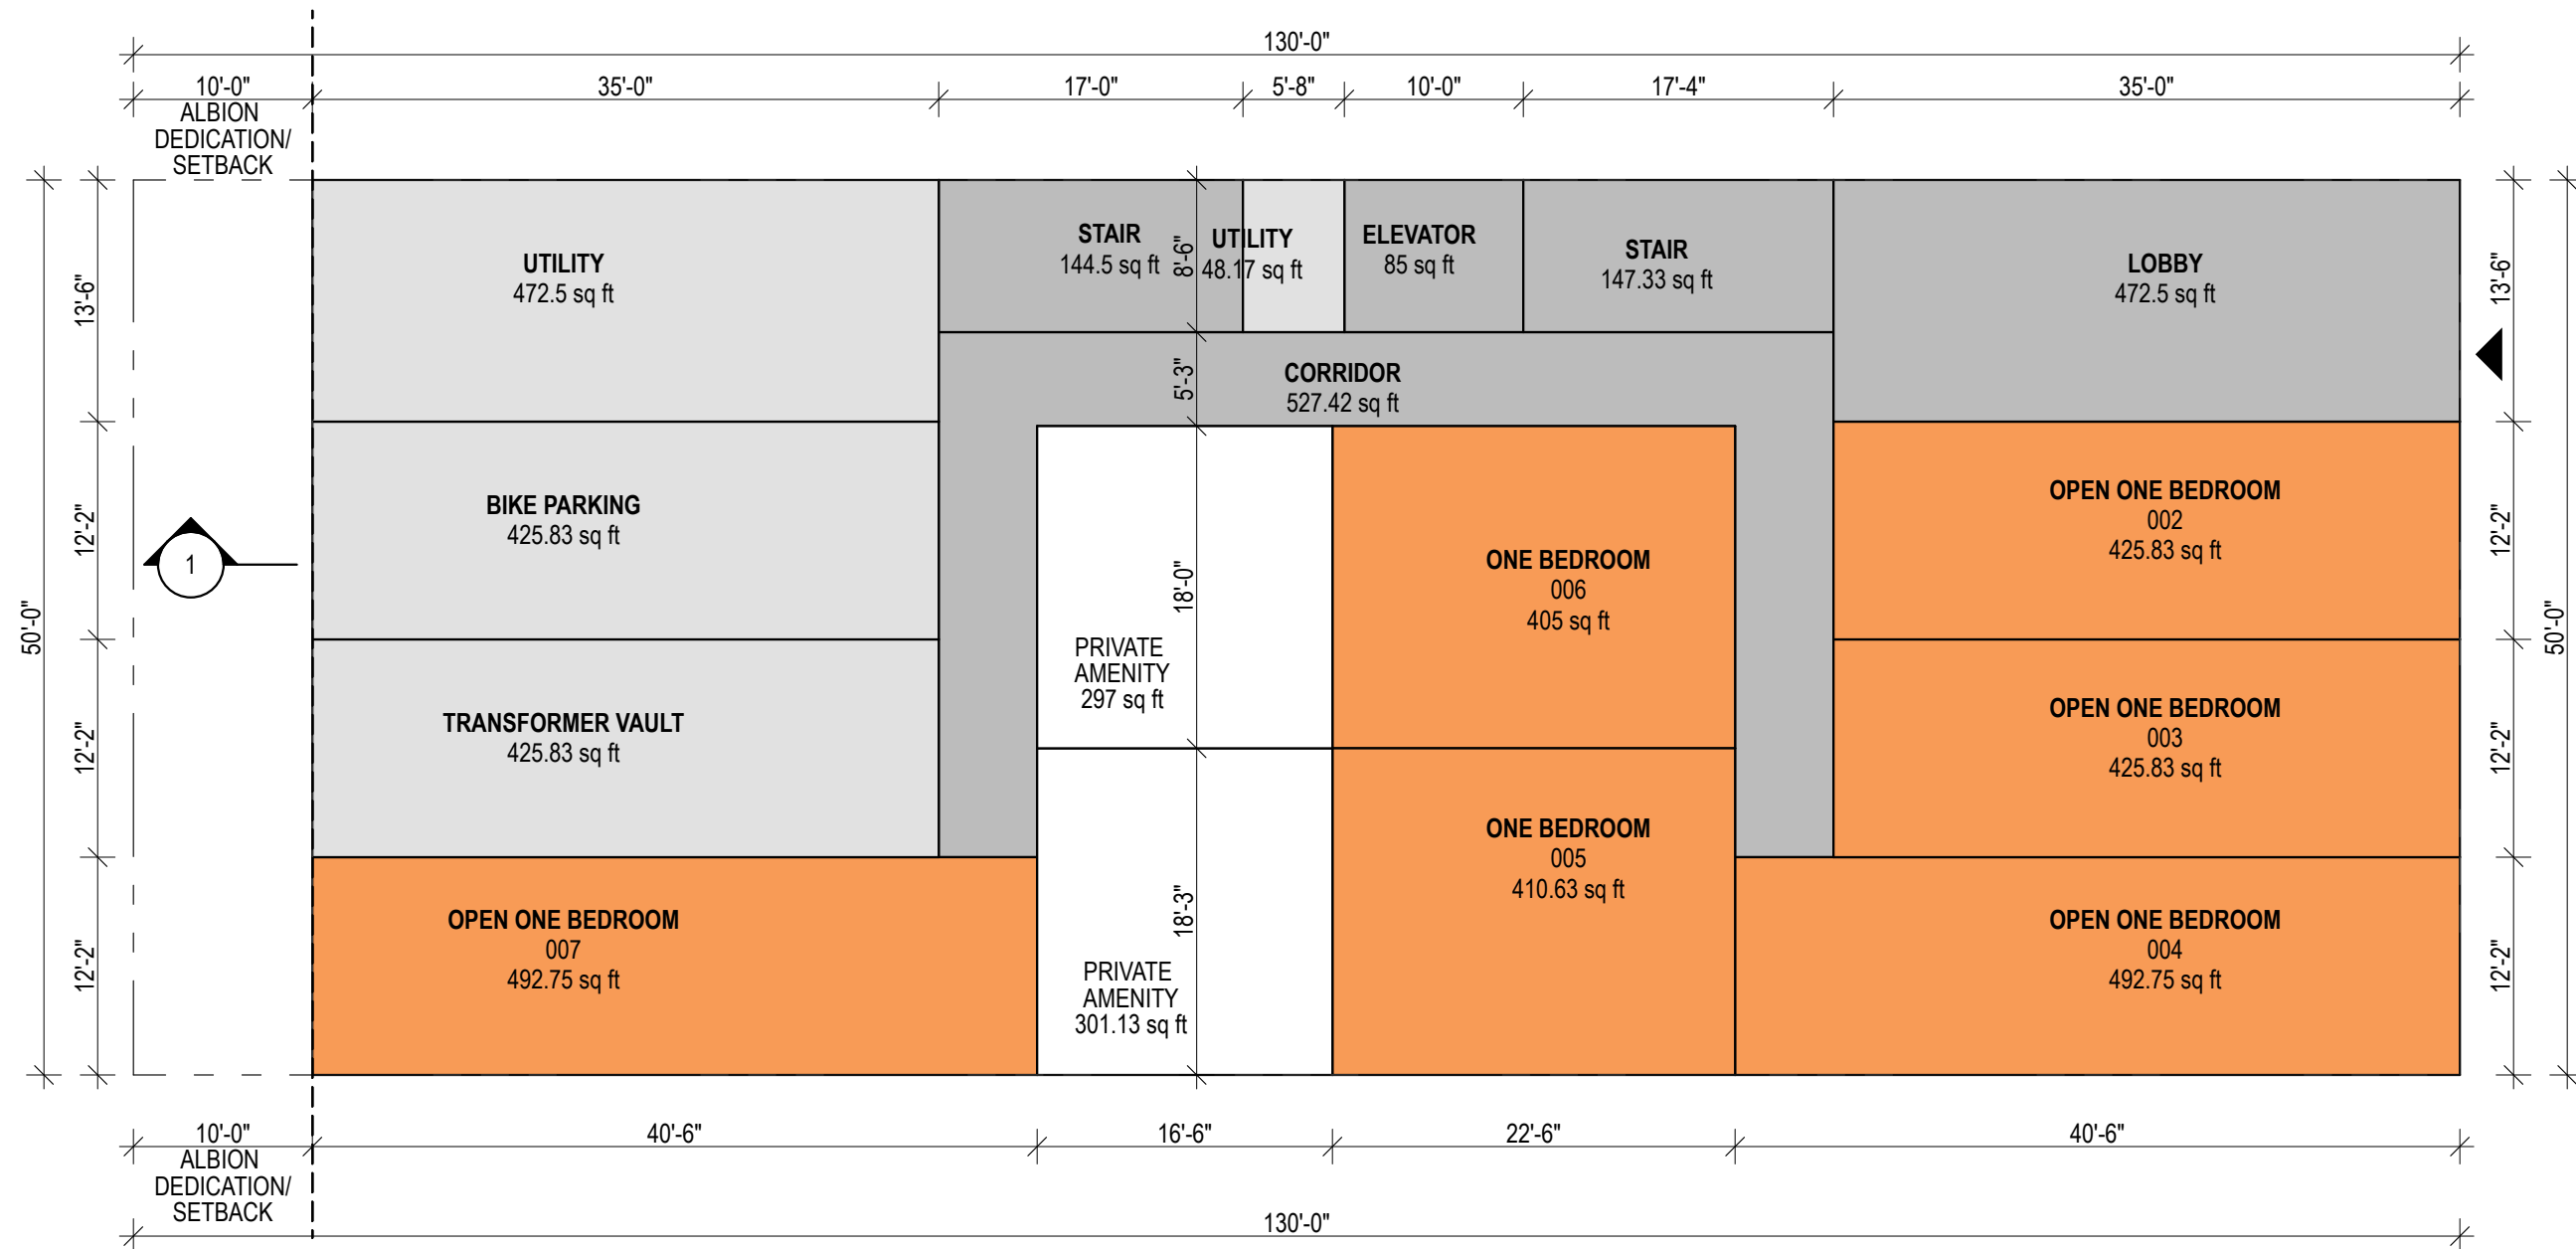 130'-0"
10'-0"
35'-0"
17'-0"
5'-8"
10'-0"
17'-4"
35'-0"
ALBION
DEDICATION/
SETBACK
50'-0"
13'-6"
12'-2"
12'-2"
12'-2"
UTILITY
472.5 sq ft
STAIR
144.5 sq ft
8'-6"
UTILITY
48.17 sq ft
ELEVATOR
85 sq ft
STAIR
147.33 sq ft
LOBBY
472.5 sq ft
5'-3"
CORRIDOR
527.42 sq ft
BIKE PARKING
425.83 sq ft
1
18'-0"
PRIVATE
AMENITY
297 sq ft
ONE BEDROOM
006
405 sq ft
OPEN ONE BEDROOM
002
425.83 sq ft
TRANSFORMER VAULT
425.83 sq ft
OPEN ONE BEDROOM
003
425.83 sq ft
ONE BEDROOM
005
410.63 sq ft
OPEN ONE BEDROOM
007
492.75 sq ft
18'-3"
PRIVATE
AMENITY
301.13 sq ft
OPEN ONE BEDROOM
004
492.75 sq ft
13'-6"
12'-2"
12'-2"
12'-2"
50'-0"
10'-0"
40'-6"
16'-6"
22'-6"
40'-6"
ALBION
DEDICATION/
SETBACK
130'-0"